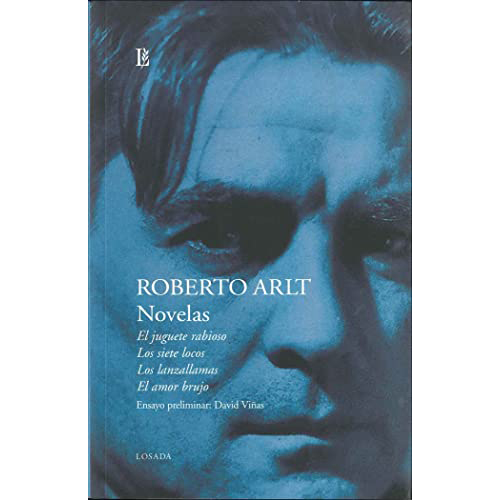 L
ROBERTO ARLT
Novelas
El juguete rabioso
Los siete locos
Los lanzallamas
El amor brujo
Ensayo preliminar: David Viñas
LOSADA